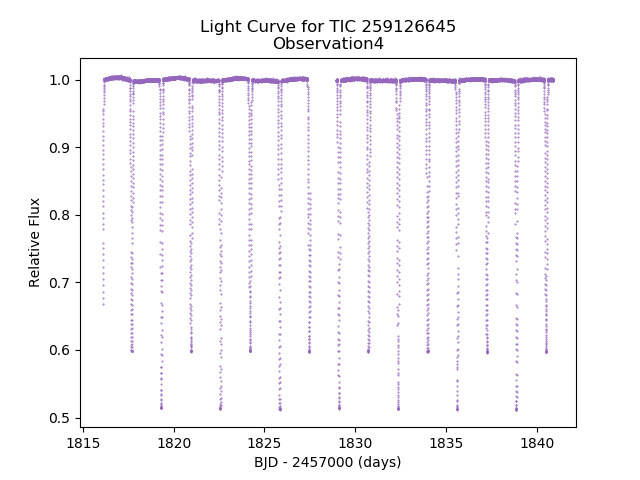 Light Curve for TIC 259126645
Observation4
Relative Flux
1.0
0.9
0.8
0.7
0.6
0.5
1815 1820 1825 1830 1835 1840
BJD - 2457000 (days)